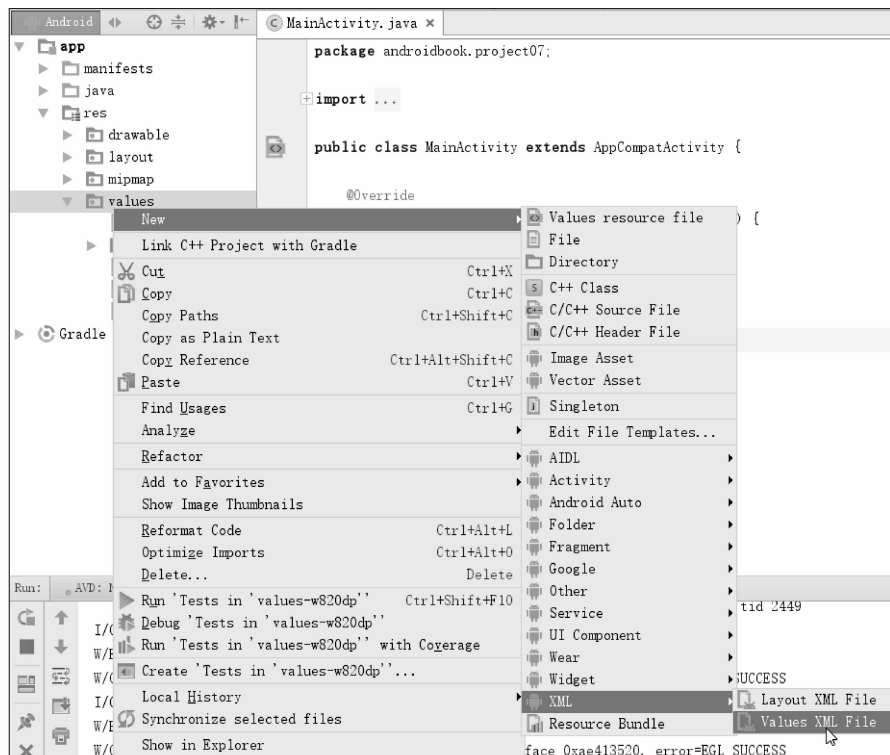 Android
MainActivity.java ×
app
manifests
java
res
drawable
layout
mipmap
values
Gradle
package androidbook.project07;
import ...
public class MainActivity extends AppCompatActivity {
@Override
) {
New
Link C++ Project with Gradle
Cut Ctrl+X
Copy Ctrl+C
Copy Paths Ctrl+Shift+C
Copy as Plain Text
Copy Reference Ctrl+Alt+Shift+C
Paste Ctrl+V
Find Usages Ctrl+G
Analyze
Refactor
Add to Favorites
Show Image Thumbnails
Reformat Code Ctrl+Alt+L
Optimize Imports Ctrl+Alt+O
Delete... Delete
Run 'Tests in 'values-w820dp'' Ctrl+Shift+F10
Debug 'Tests in 'values-w820dp''
Run 'Tests in 'values-w820dp'' with Coverage
Create 'Tests in 'values-w820dp''...
Local History
Synchronize selected files
Show in Explorer
Values resource file
File
Directory
C++ Class
C/C++ Source File
C/C++ Header File
Image Asset
Vector Asset
Singleton
Edit File Templates...
AIDL
Activity
Android Auto
Folder
Fragment
Google
Other
Service
UI Component
Wear
Widget
XML
Resource Bundle
Layout XML File
Values XML File
Run: AVD:
tid 2449
I/
W/
W/
SUCCESS
I/
W/
W/
face 0xae413520, error=EGL_SUCCESS